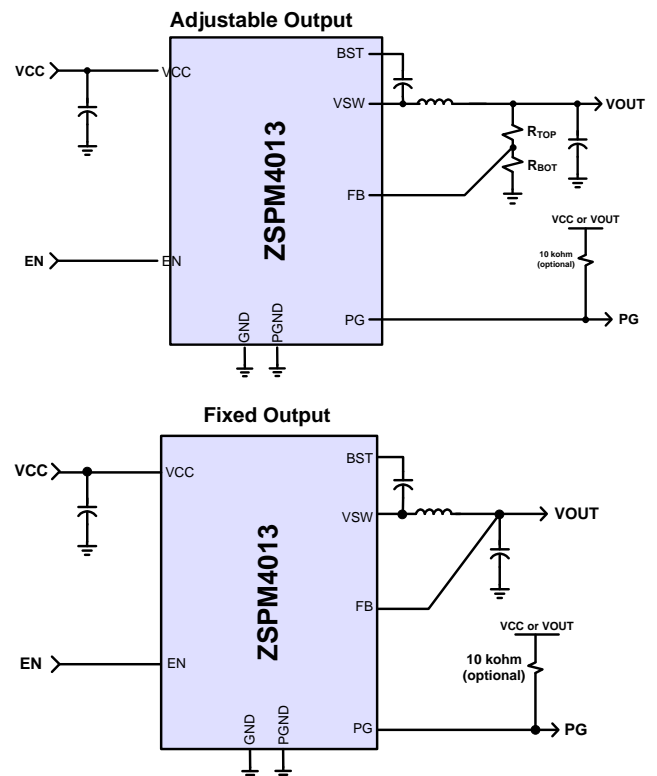 Adjustable Output
BST
VCC
VCC
VSW
VOUT
R_TOP
R_BOT
FB
ZSPM4013
VCC or VOUT
10 kohm
(optional)
EN
EN
GND
PGND
PG
PG
Fixed Output
BST
VCC
VCC
VSW
VOUT
FB
ZSPM4013
VCC or VOUT
10 kohm
(optional)
EN
EN
GND
PGND
PG
PG